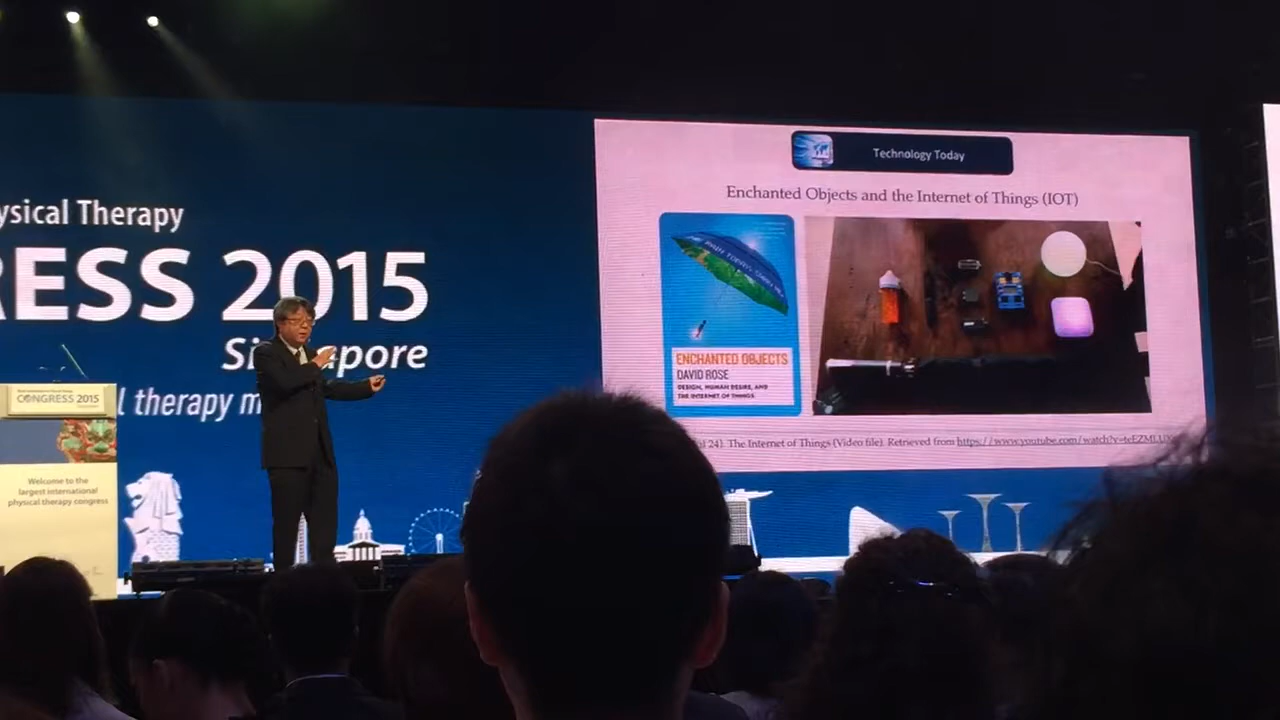 Physical Therapy
RESS 2015
Singapore
l therapy m
CONGRESS 2015
Welcome to the
largest international
physical therapy congress
Technology Today
Enchanted Objects and the Internet of Things (IOT)
ENCHANTED OBJECTS
DAVID ROSE
DESIGN, HUMAN DESIRE, AND
THE INTERNET OF THINGS
24). The Internet of Things (Video file). Retrieved from https://www.youtube.com/watch?v=teEZMLUX